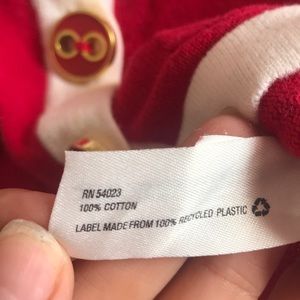 RN 54023
100% COTTON
LABEL MADE FROM 100% RECYCLED PLASTIC